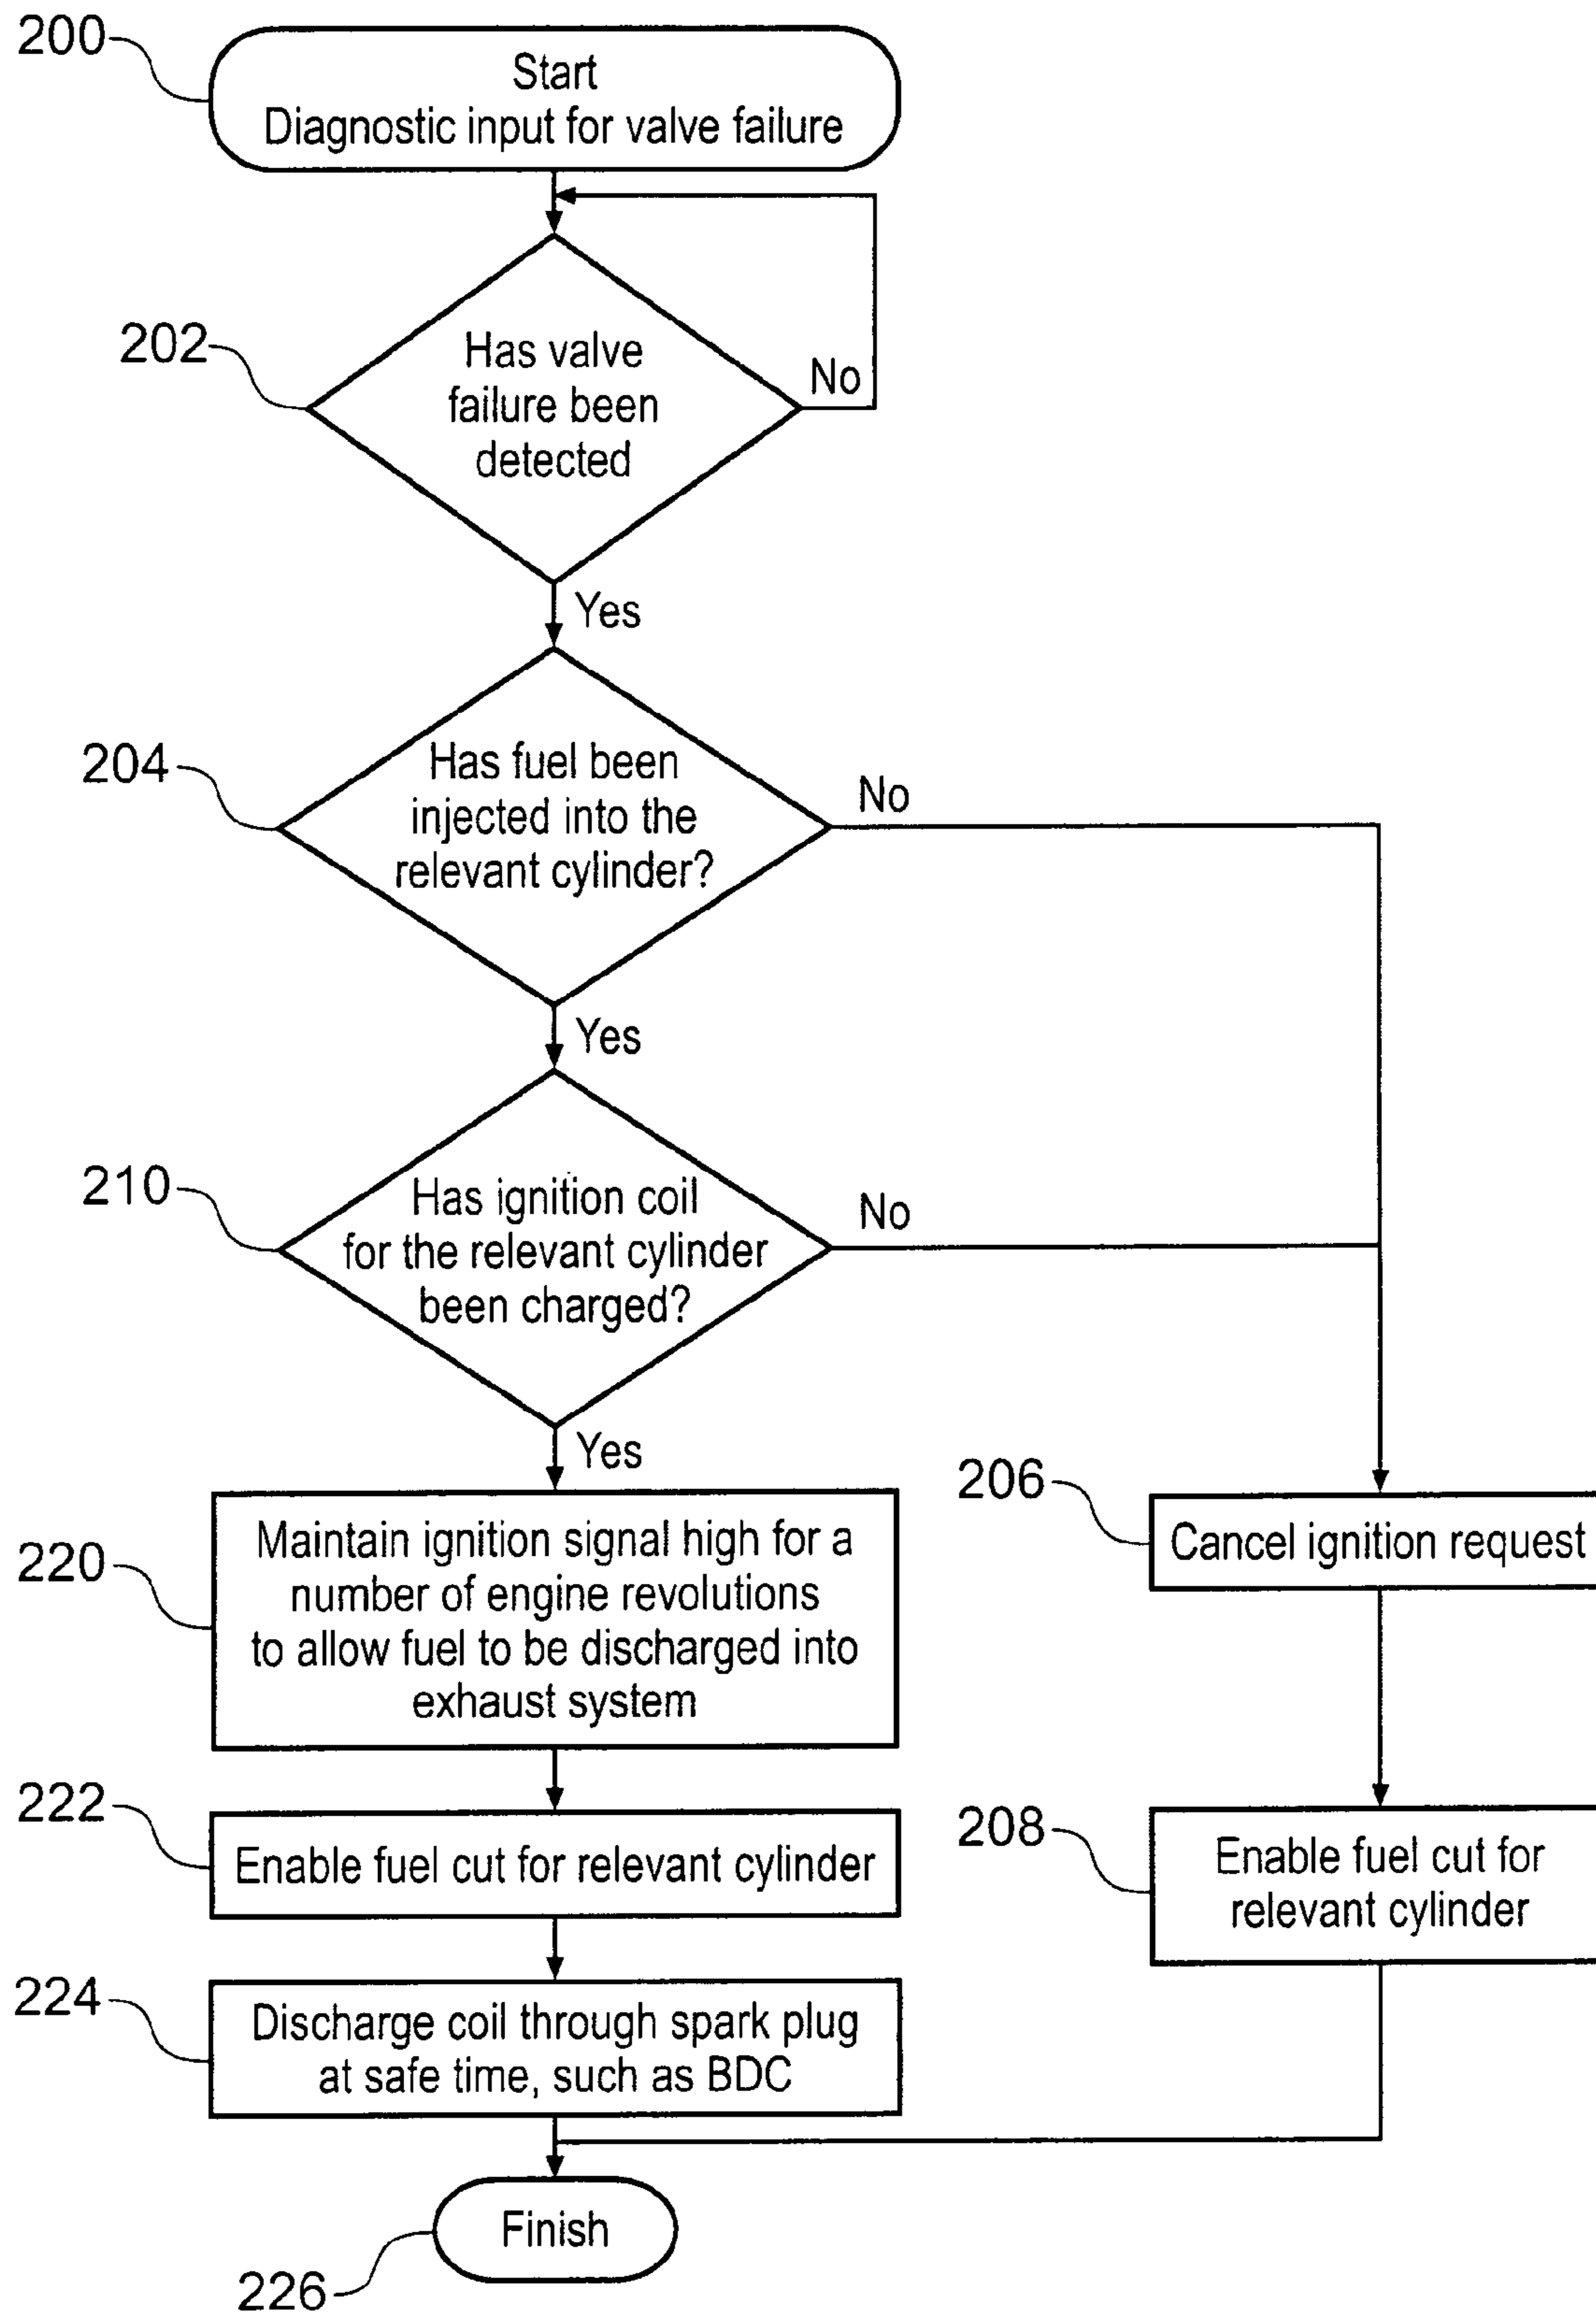 200
Start
Diagnostic input for valve failure
202
Has valve
failure been
detected
No
Yes
204
Has fuel been
injected into the
relevant cylinder?
No
Yes
210
Has ignition coil
for the relevant cylinder
been charged?
No
Yes
206
Cancel ignition request
220
Maintain ignition signal high for a
number of engine revolutions
to allow fuel to be discharged into
exhaust system
222
Enable fuel cut for relevant cylinder
208
Enable fuel cut for
relevant cylinder
224
Discharge coil through spark plug
at safe time, such as BDC
Finish
226